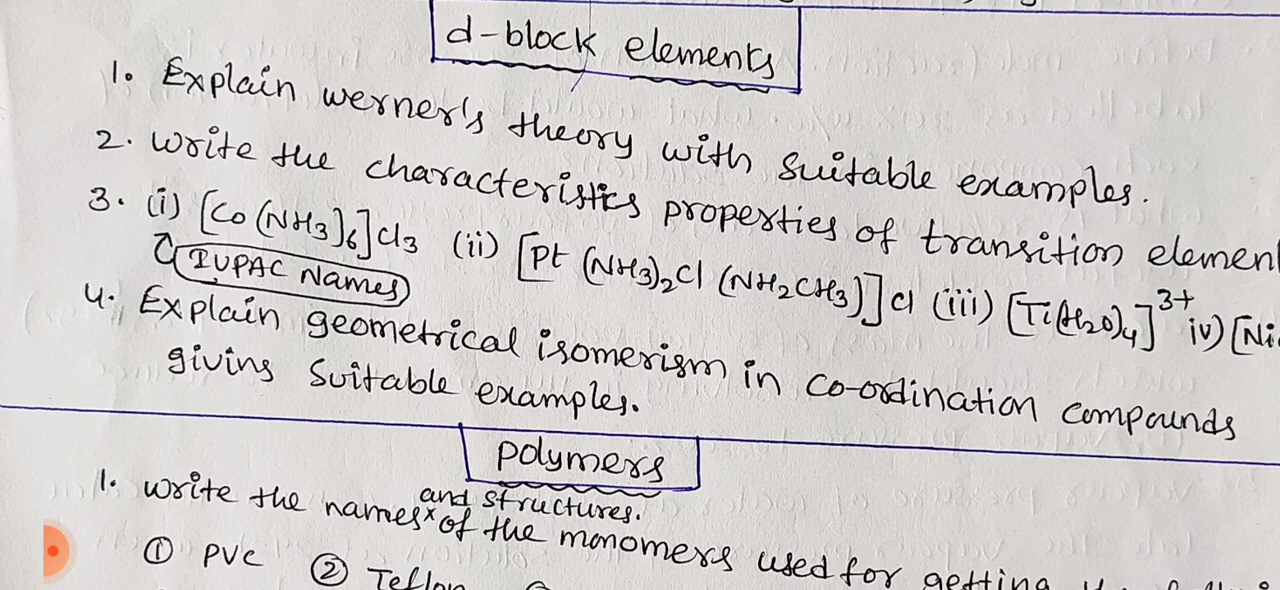 d-block elements
1. Explain werner's theory with suitable examples.
2. write the characteristics properties of transition elemen
3. (i) [Co(NH3)6]Cl3 (ii) [Pt (NH3)2Cl (NH2CH3)]Cl (iii) [Ti(H2O)4]3+ iv) [Ni
IUPAC Names
4. Explain geometrical isomerism in co-ordination compounds
giving suitable examples.
polymers
and structures.
1. write the names x of the monomers used for getting
① PVC ② Teflon